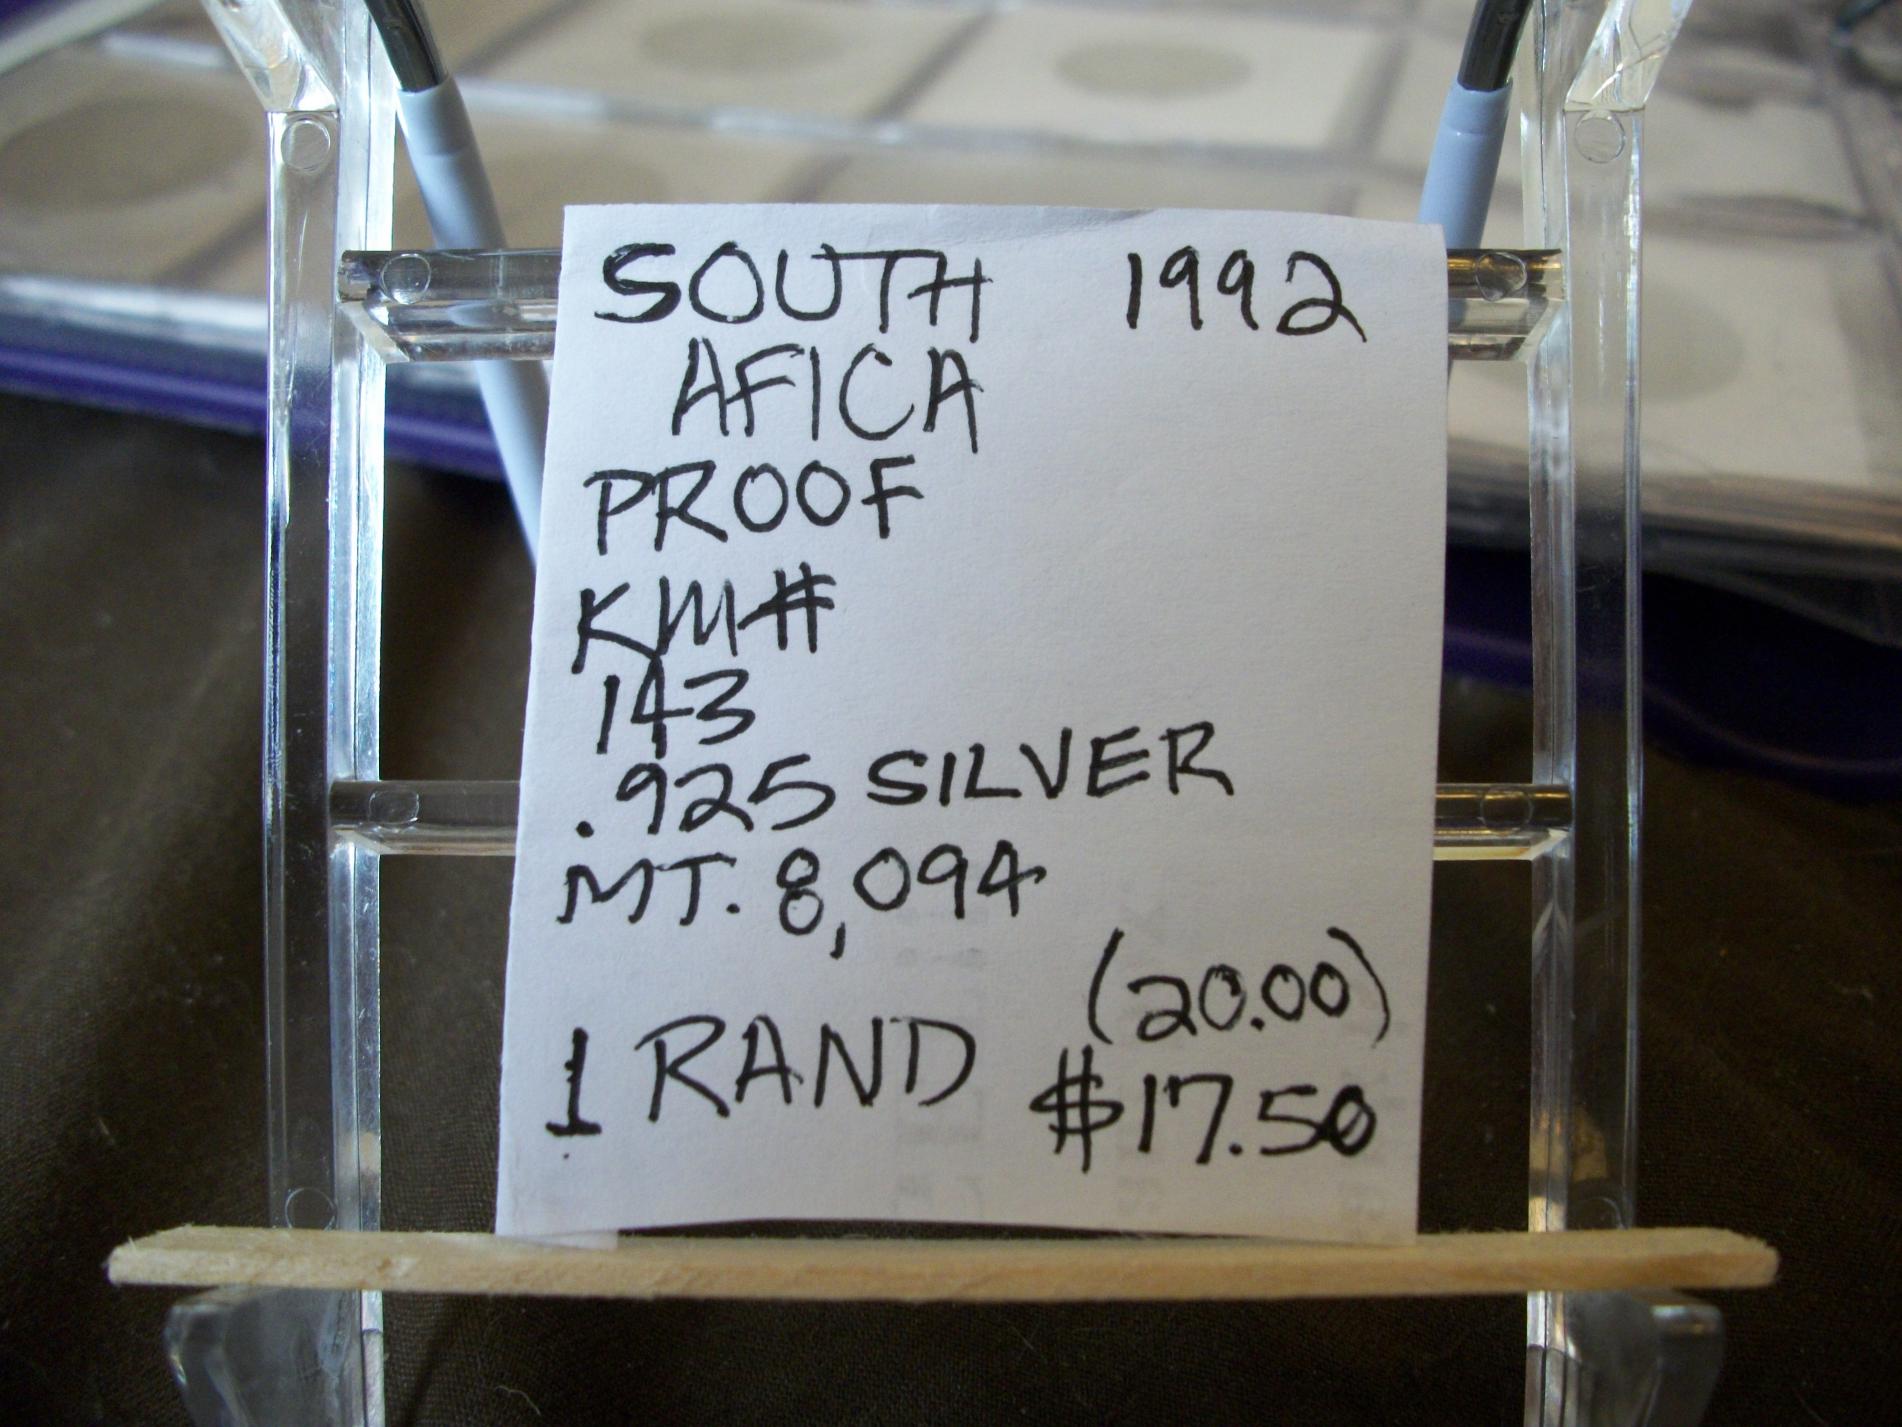 SOUTH 1992
AFICA
PROOF
KM#
143
.925 SILVER
MT. 8,094
(20.00)
1 RAND $17.50